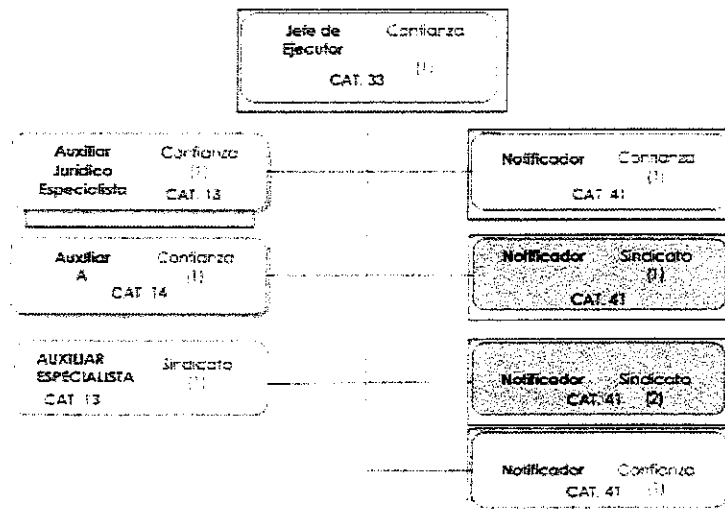 Jefe de Confianza
Ejecutor (1)
CAT. 33
Auxiliar Confianza
Jurídico (1)
Especialista CAT. 13
Notificador Confianza
(1)
CAT. 41
Auxiliar Confianza
A (1)
CAT. 14
Notificador Sindicato
(1)
CAT. 41
AUXILIAR Sindicato
ESPECIALISTA (1)
CAT 13
Notificador Sindicato
CAT. 41 (2)
Notificador Confianza
CAT. 41 (1)